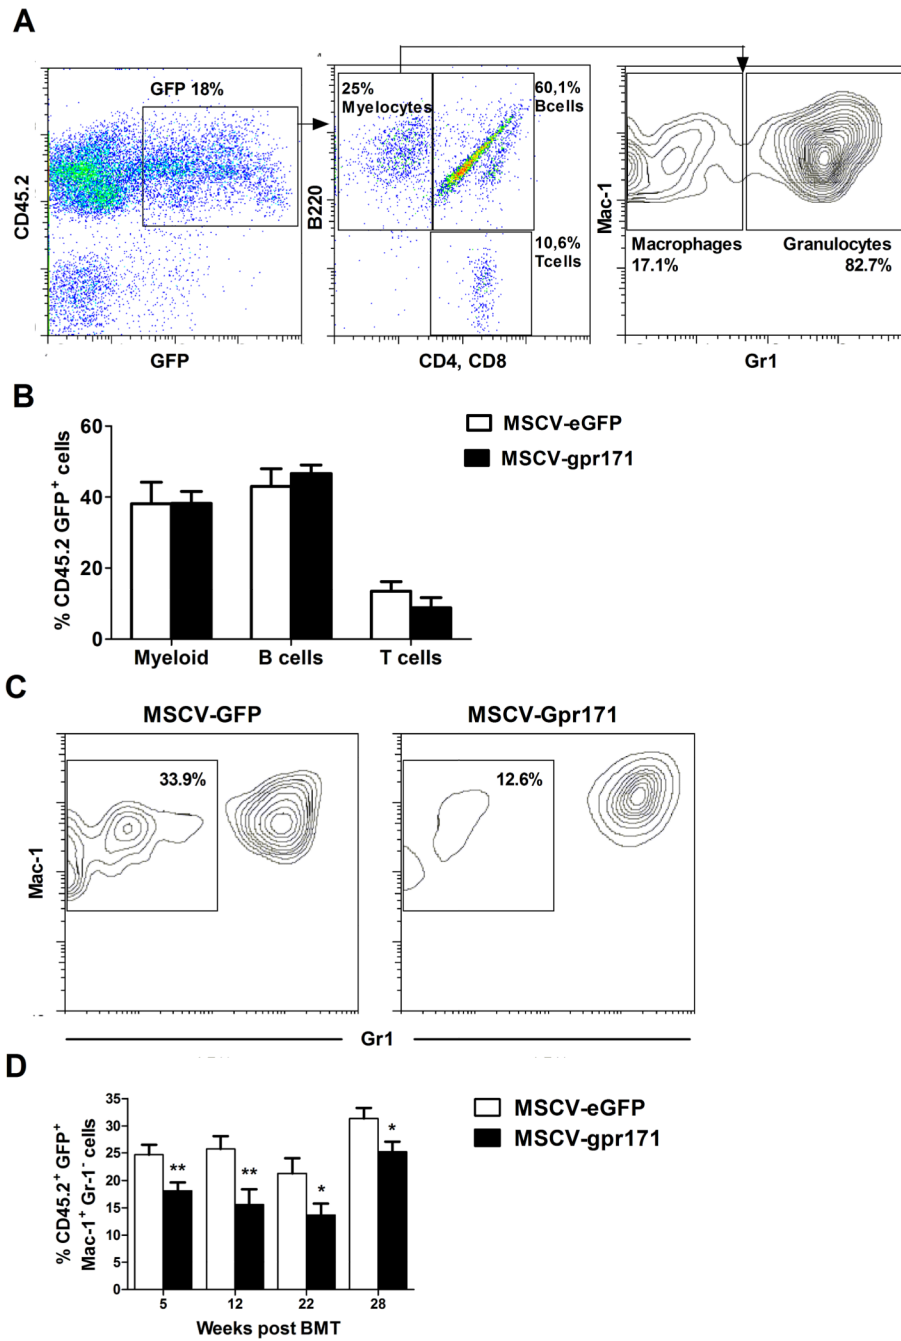 A
GFP 18%
CD45.2
GFP
25%
Myelocytes
60,1%
Bcells
10,6%
Tcells
B220
CD4, CD8
Mac-1
Macrophages
17.1%
Granulocytes
82.7%
Gr1
B
% CD45.2 GFP+ cells
60
40
20
0
Myeloid
B cells
T cells
MSCV-eGFP
MSCV-gpr171
C
MSCV-GFP
MSCV-Gpr171
33.9%
12.6%
Mac-1
Gr1
D
% CD45.2+ GFP+
Mac-1+ Gr-1- cells
35
30
25
20
15
10
5
0
**
**
*
*
5
12
22
28
Weeks post BMT
MSCV-eGFP
MSCV-gpr171